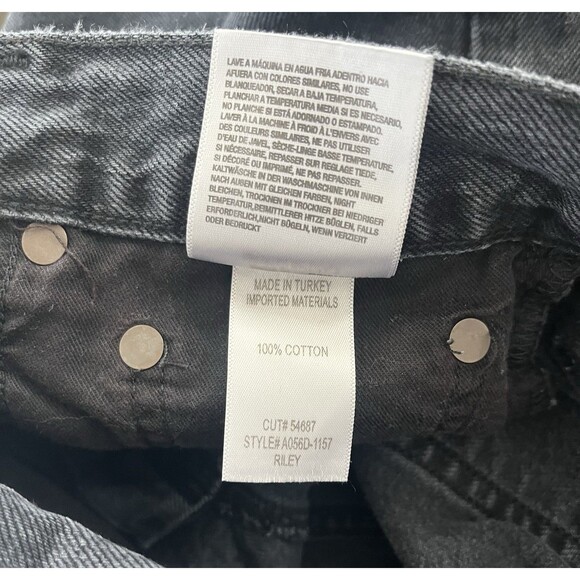 LAVE A MÁQUINA EN AGUA FRIA ADENTRO HACIA
AFUERA CON COLORES SIMILARES, NO USE
BLANQUEADOR, SECAR A BAJA TEMPERATURA,
PLANCHAR A TEMPERATURA MEDIA SI ES NECESARIO,
NO PLANCHE SI ESTÁ ADORNADO O ESTAMPADO.
LAVER À LA MACHINE À FROID À L'ENVERS AVEC
DES COULEURS SIMILAIRES, NE PAS UTILISER
D'EAU DE JAVEL, SÈCHE-LINGE BASSE TEMPÉRATURE,
SI NÉCESSAIRE, REPASSER SUR RÉGLAGE TIEDE,
SI DÉCORÉ OU IMPRIMÉ, NE PAS REPASSER.
KALTWÄSCHE IN DER WASCHMASCHINE VON INNEN
NACH AUßEN MIT GLEICHEN FARBEN, NIGHT
BLEICHEN, TROCKNEN IM TROCKNER BEI NIEDRIGER
TEMPERATUR,BEIMITTLERER HITZE BÜGLEN, FALLS
ERFORDERLICH,NICHT BÜGELN, WENN VERZIERT
ODER BEDRUCKT
MADE IN TURKEY
IMPORTED MATERIALS
100% COTTON
CUT# 54687
STYLE# A056D-1157
RILEY